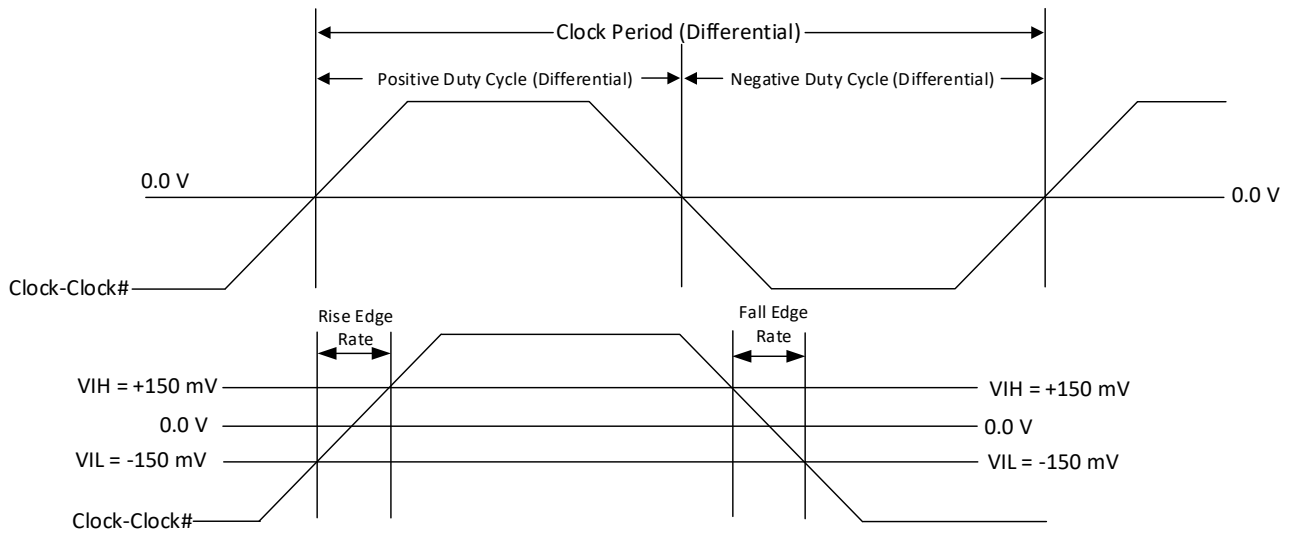 Clock Period (Differential)
Positive Duty Cycle (Differential)
Negative Duty Cycle (Differential)
0.0 V
0.0 V
Clock-Clock#
Rise Edge
Rate
Fall Edge
Rate
VIH = +150 mV
VIH = +150 mV
0.0 V
0.0 V
VIL = -150 mV
VIL = -150 mV
Clock-Clock#